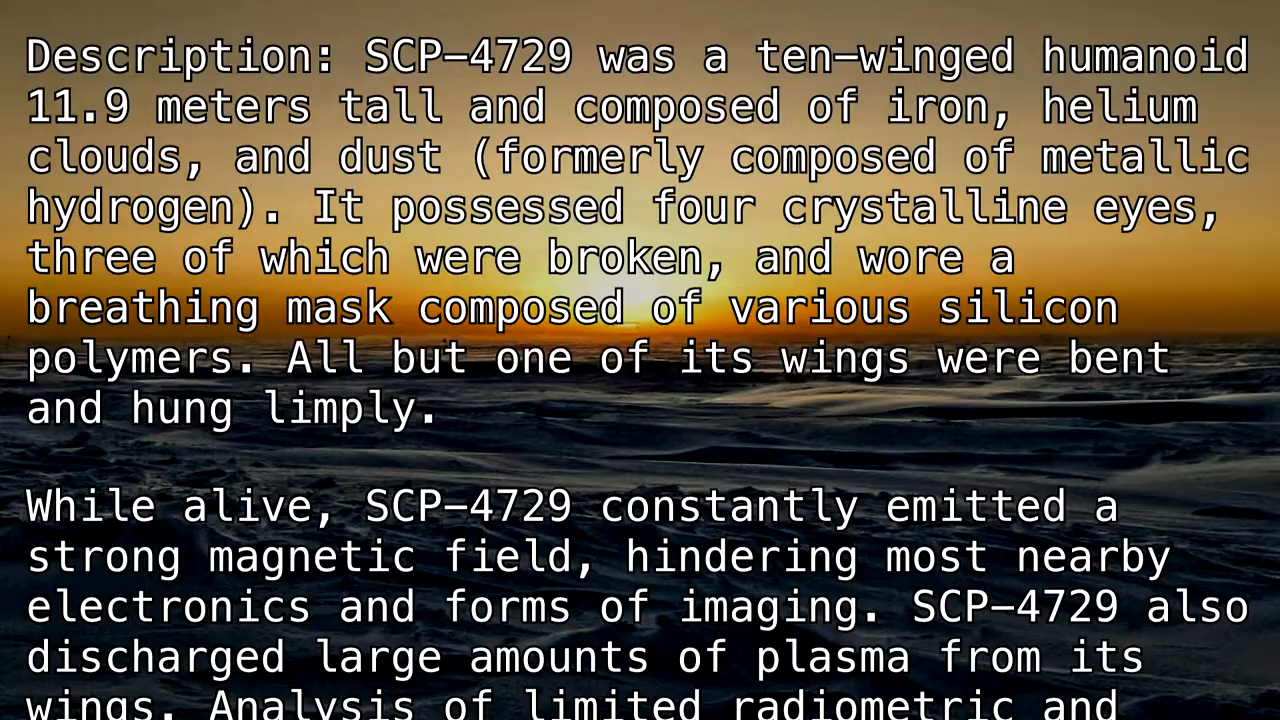 Description: SCP-4729 was a ten-winged humanoid
11.9 meters tall and composed of iron, helium
clouds, and dust (formerly composed of metallic
hydrogen). It possessed four crystalline eyes,
three of which were broken, and wore a
breathing mask composed of various silicon
polymers. All but one of its wings were bent
and hung limply.
While alive, SCP-4729 constantly emitted a
strong magnetic field, hindering most nearby
electronics and forms of imaging. SCP-4729 also
discharged large amounts of plasma from its
wings. Analysis of limited radiometric and